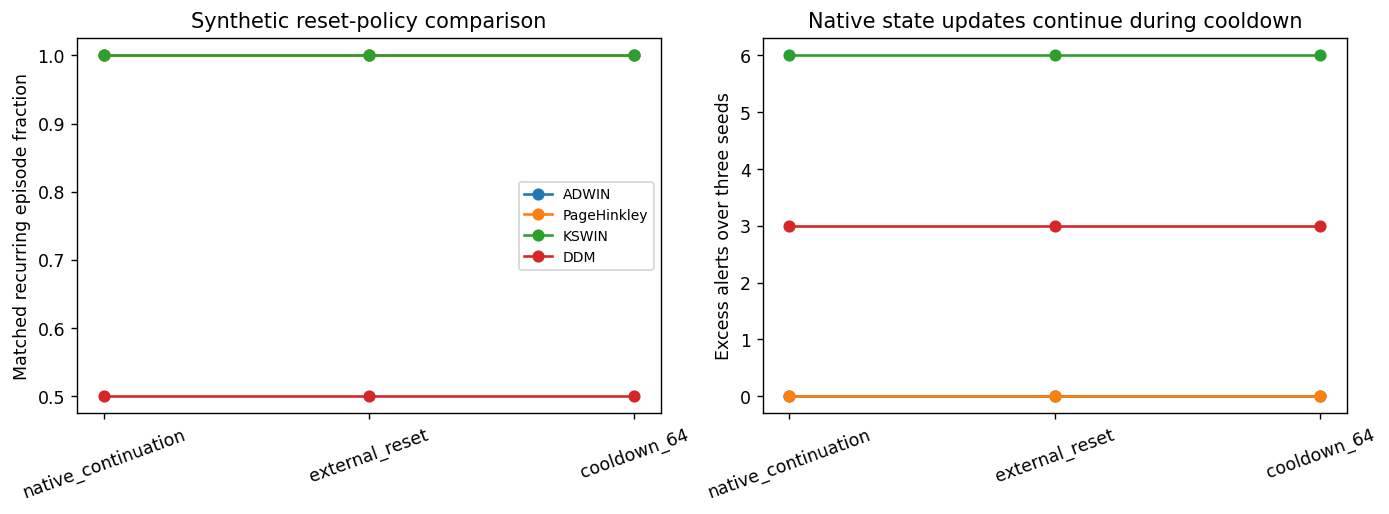 Synthetic reset-policy comparison
Matched recurring episode fraction
1.0
0.9
0.8
0.7
0.6
0.5
ADWIN
PageHinkley
KSWIN
DDM
native_continuation
external_reset
cooldown_64
Native state updates continue during cooldown
Excess alerts over three seeds
6
5
4
3
2
1
0
native_continuation
external_reset
cooldown_64